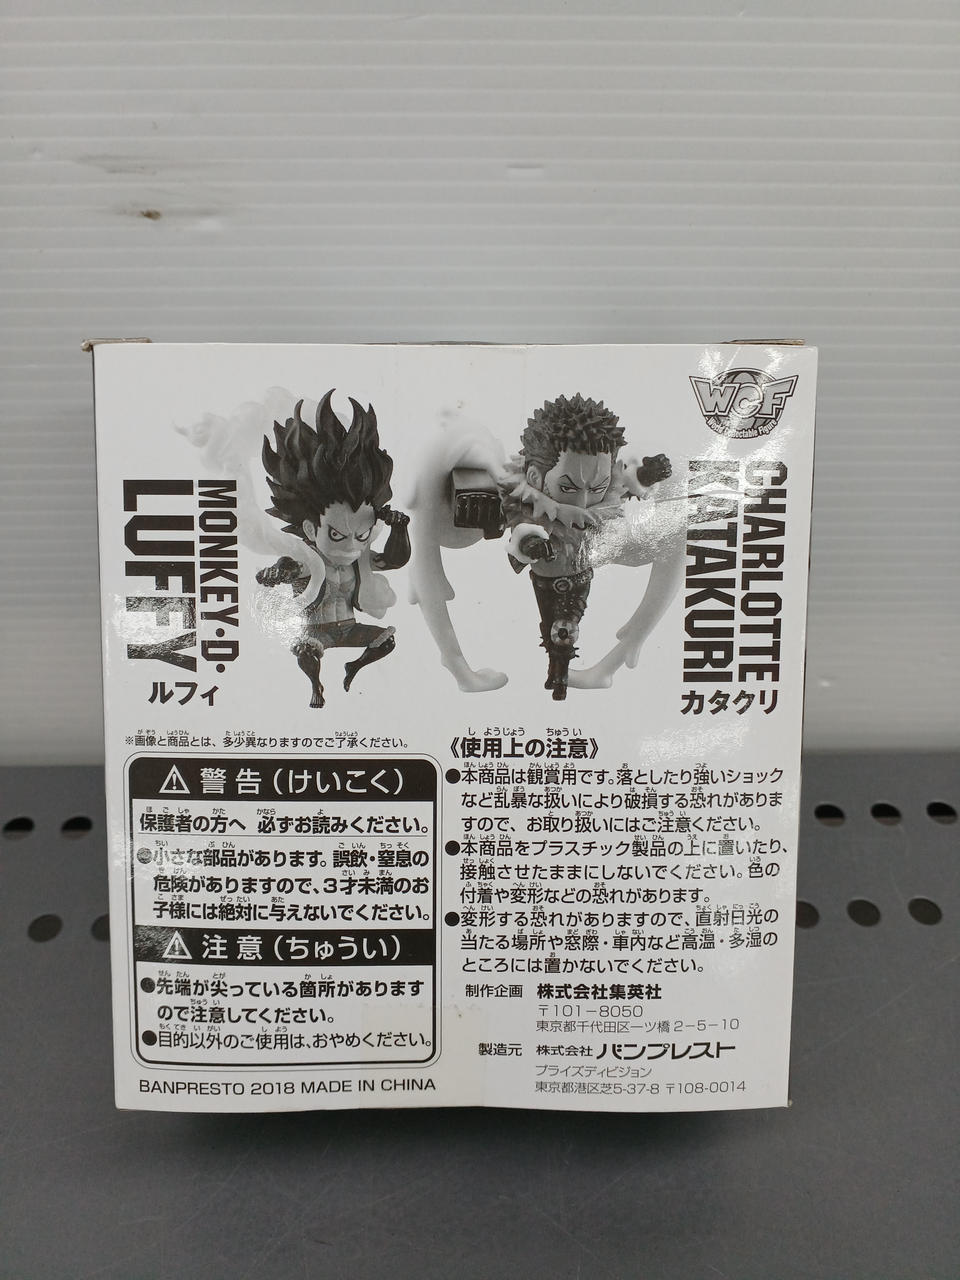 WCF
World Collectable Figure
MONKEY・D・
LUFFY
ルフィ
CHARLOTTE
KATAKURI
カタクリ
※画像と商品とは、多少異なりますのでご了承ください。
警告(けいこく)
保護者の方へ 必ずお読みください。
●小さな部品があります。誤飲・窒息の
危険がありますので、3才未満のお
子様には絶対に与えないでください。
注意(ちゅうい)
●先端が尖っている箇所があります
ので注意してください。
●目的以外のご使用は、おやめください。
BANPRESTO 2018 MADE IN CHINA
《使用上の注意》
●本商品は観賞用です。落としたり強いショック
など乱暴な扱いにより破損する恐れがありま
すので、お取り扱いにはご注意ください。
●本商品をプラスチック製品の上に置いたり、
接触させたままにしないでください。色の
付着や変形などの恐れがあります。
●変形する恐れがありますので、直射日光の
当たる場所や窓際・車内など高温・多湿の
ところには置かないでください。
制作企画 株式会社集英社
〒101-8050
東京都千代田区一ツ橋2-5-10
製造元 株式会社 バンプレスト
プライズディビジョン
東京都港区芝5-37-8 〒108-0014